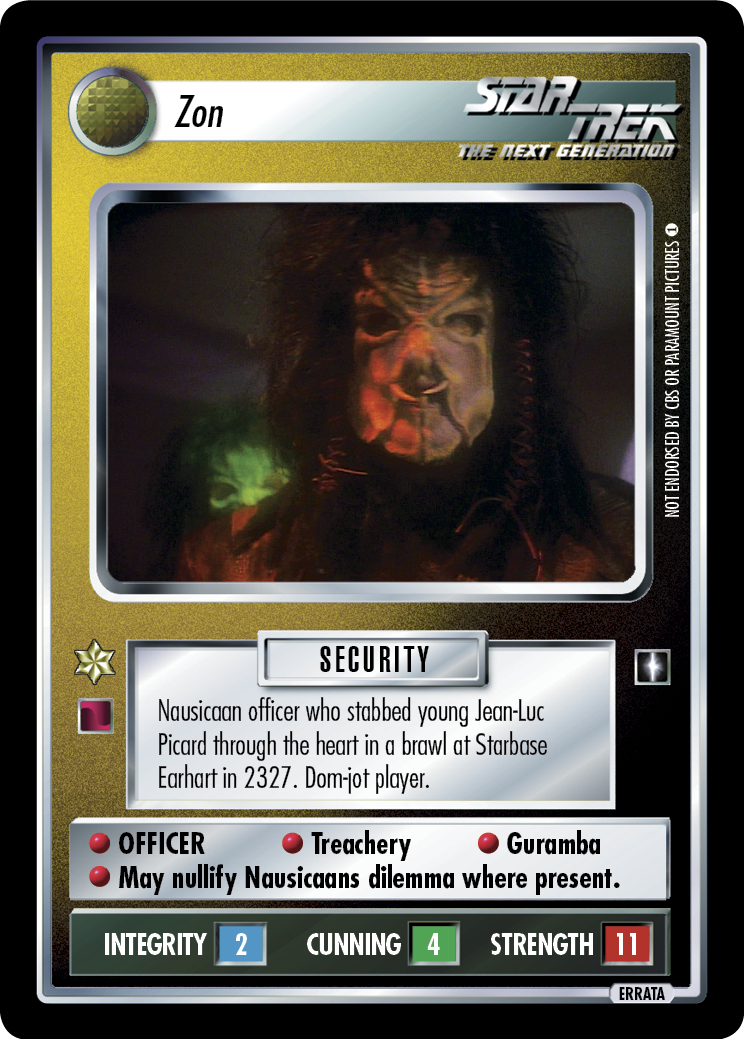 Zon
STAR TREK
THE NEXT GENERATION
NOT ENDORSED BY CBS OR PARAMOUNT PICTURES 1
SECURITY
Nausicaan officer who stabbed young Jean-Luc
Picard through the heart in a brawl at Starbase
Earhart in 2327. Dom-jot player.
OFFICER Treachery Guramba
May nullify Nausicaans dilemma where present.
INTEGRITY 2 CUNNING 4 STRENGTH 11
ERRATA